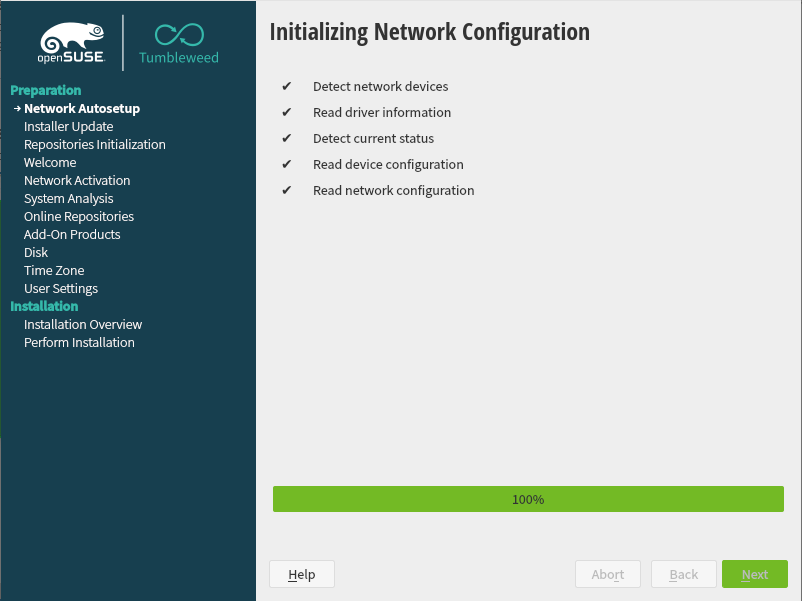 openSUSE
Tumbleweed
Preparation
Network Autosetup
Installer Update
Repositories Initialization
Welcome
Network Activation
System Analysis
Online Repositories
Add-On Products
Disk
Time Zone
User Settings
Installation
Installation Overview
Perform Installation
Initializing Network Configuration
✔ Detect network devices
✔ Read driver information
✔ Detect current status
✔ Read device configuration
✔ Read network configuration
100%
Help
Abort
Back
Next